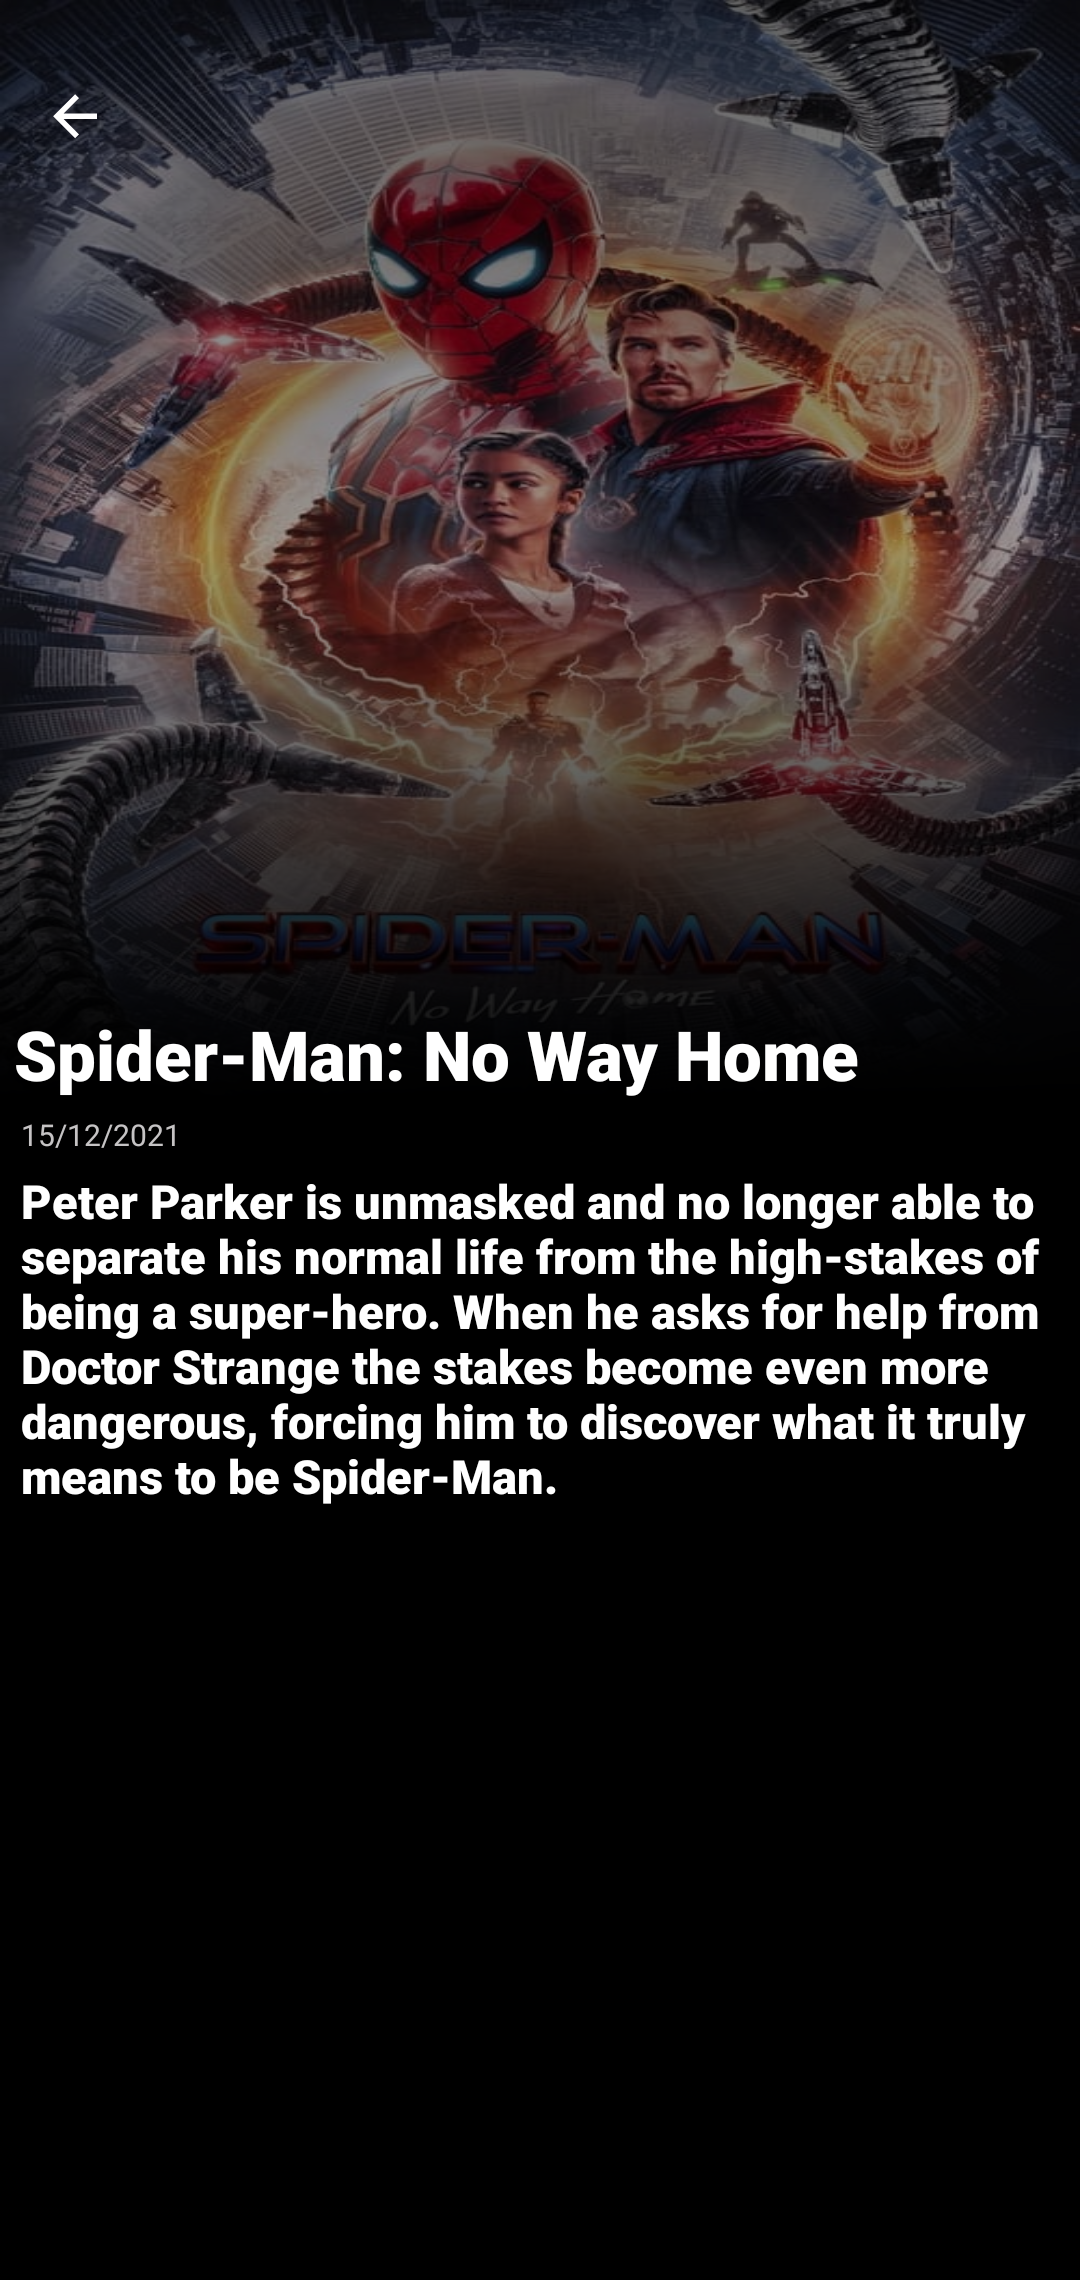 SPIDER-MAN
No Way Home
Spider-Man: No Way Home
15/12/2021
Peter Parker is unmasked and no longer able to
separate his normal life from the high-stakes of
being a super-hero. When he asks for help from
Doctor Strange the stakes become even more
dangerous, forcing him to discover what it truly
means to be Spider-Man.